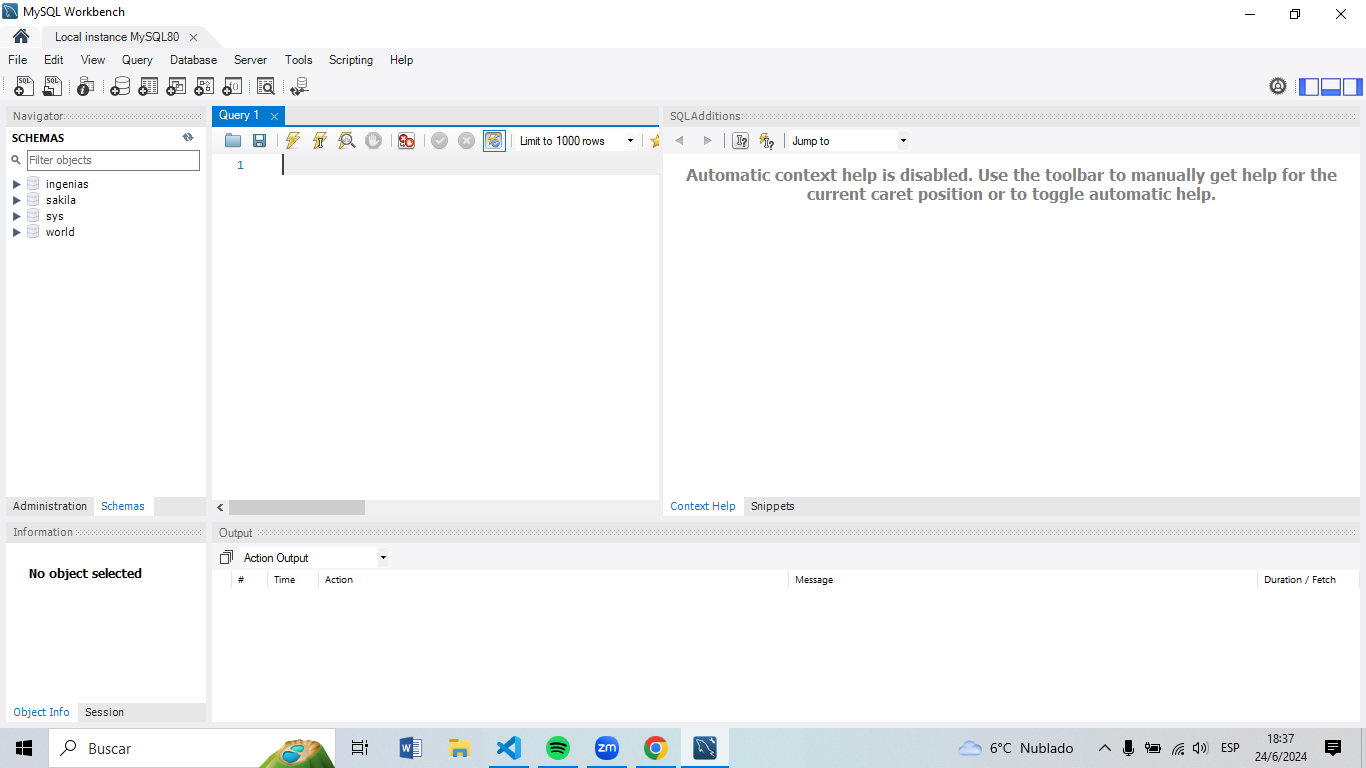 MySQL Workbench
Local instance MySQL80
File Edit View Query Database Server Tools Scripting Help
Navigator
SCHEMAS
Filter objects
ingenias
sakila
sys
world
Administration Schemas
Information
No object selected
Object Info Session
Query 1
Limit to 1000 rows
1
SQLAdditions
Jump to
Automatic context help is disabled. Use the toolbar to manually get help for the
current caret position or to toggle automatic help.
Context Help Snippets
Output
Action Output
# Time Action Message Duration / Fetch
Buscar
zm
6°C Nublado
ESP
18:37
24/6/2024